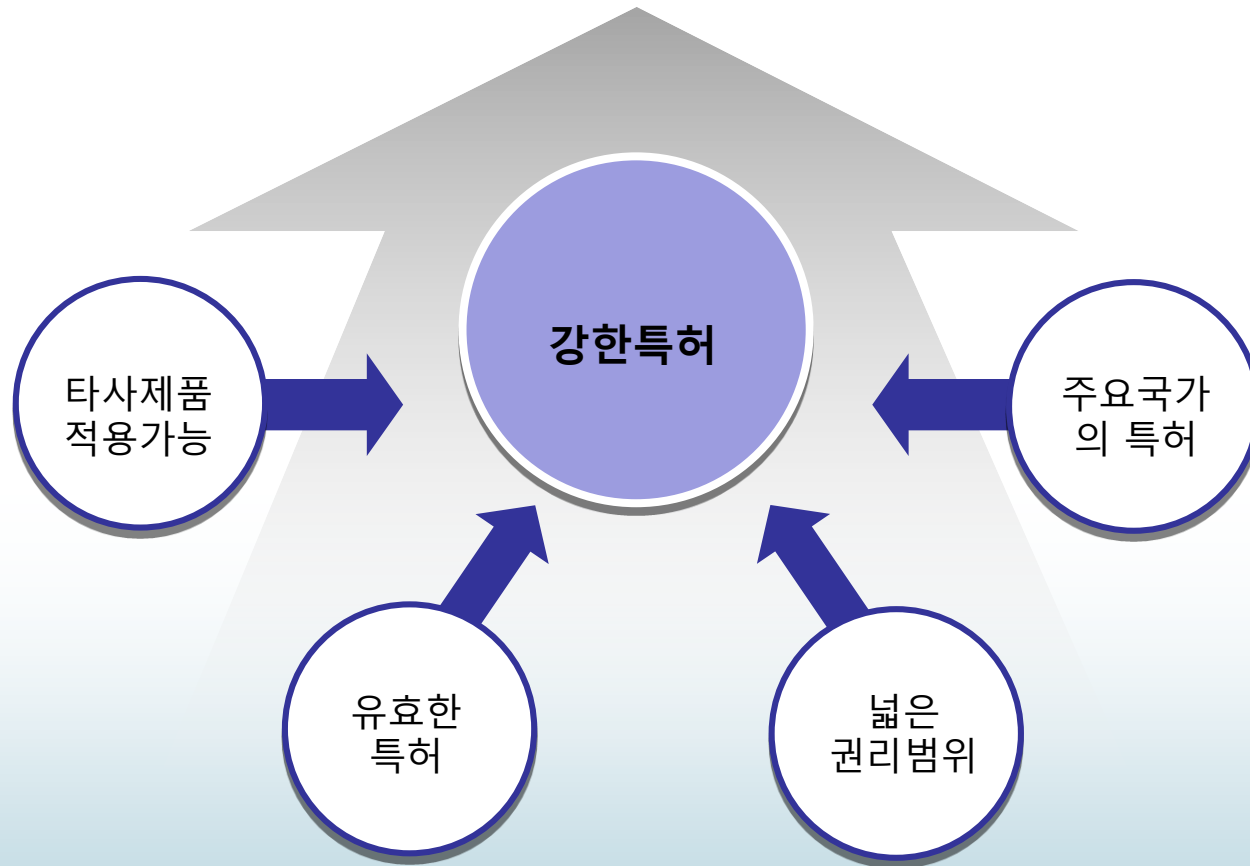 강한특허
타사제품
적용가능
주요국가
의 특허
유효한
특허
넓은
권리범위